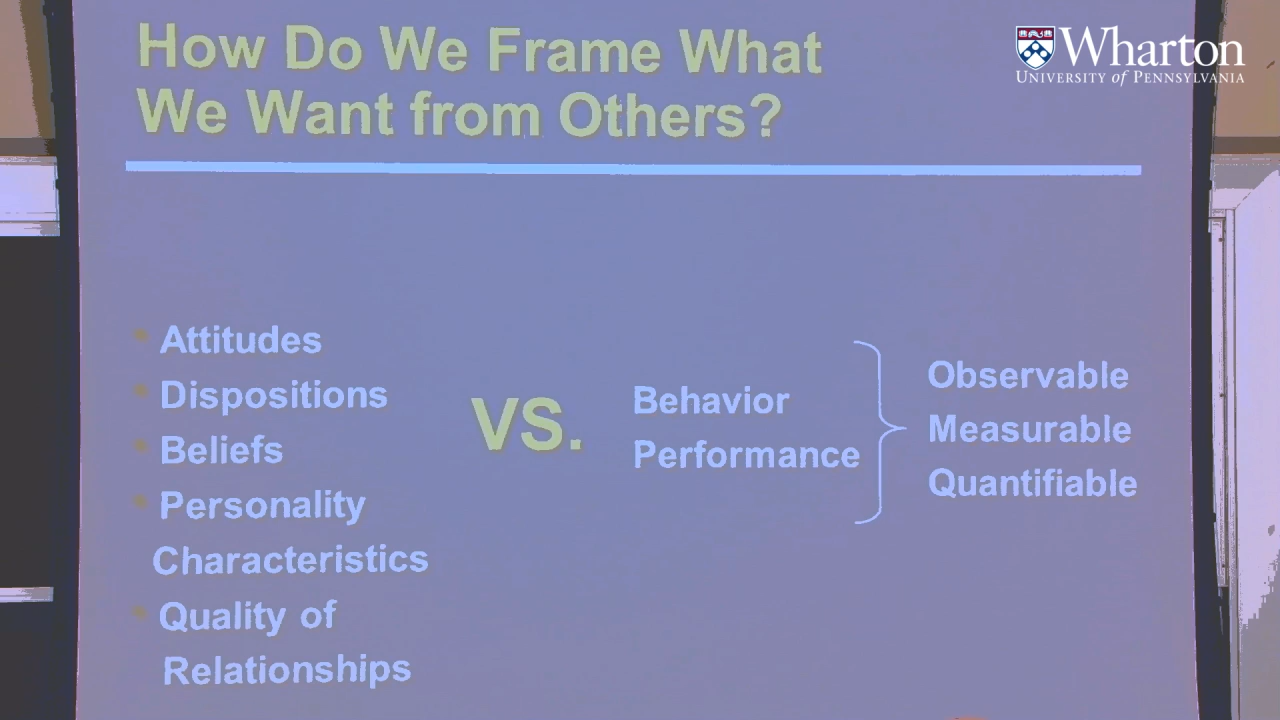 How Do We Frame What
We Want from Others?
Wharton
UNIVERSITY of PENNSYLVANIA
Attitudes
Dispositions
Beliefs
Personality
Characteristics
Quality of
Relationships
VS.
Behavior
Performance
Observable
Measurable
Quantifiable